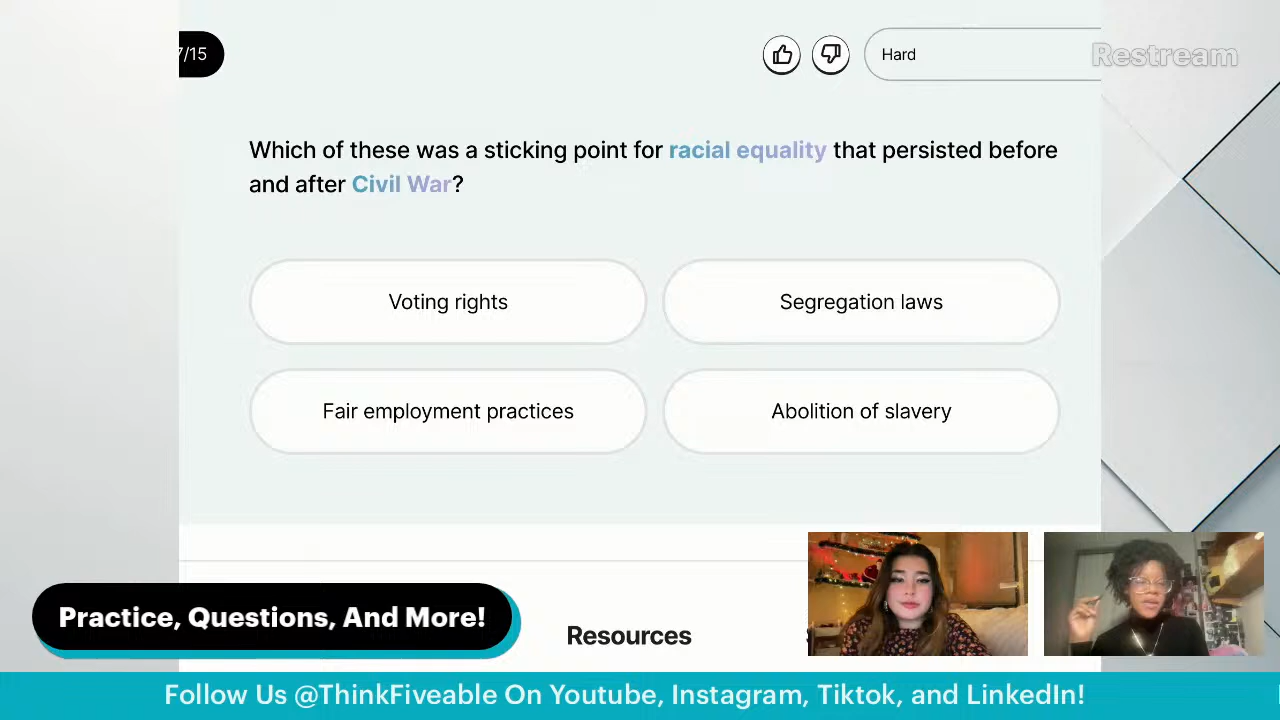 7/15
Hard
Restream
Which of these was a sticking point for racial equality that persisted before
and after Civil War?
Voting rights
Segregation laws
Fair employment practices
Abolition of slavery
Practice, Questions, And More!
Resources
Follow Us @ThinkFiveable On Youtube, Instagram, Tiktok, and LinkedIn!